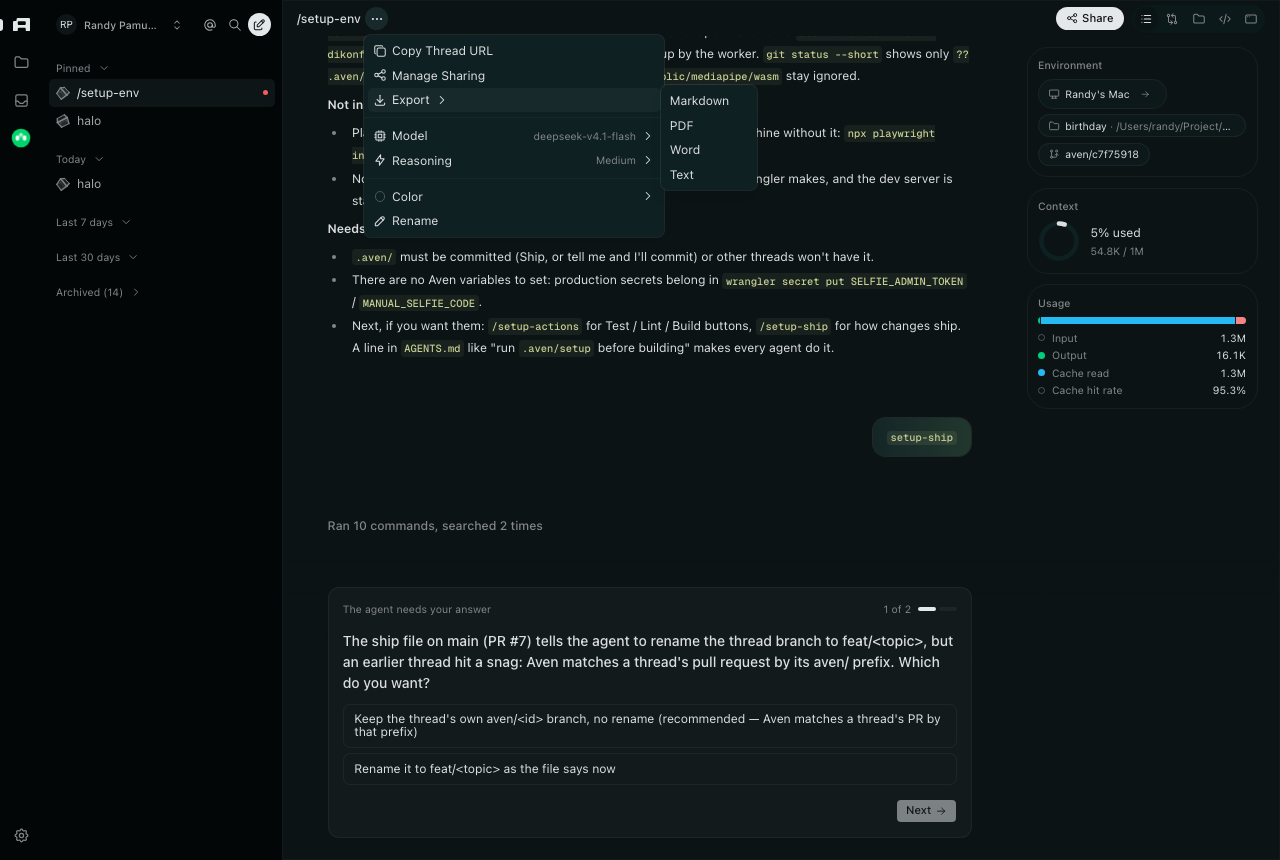 RP Randy Pamu...
Pinned
/setup-env
halo
Today
halo
Last 7 days
Last 30 days
Archived (14)
/setup-env
Share
Copy Thread URL
Manage Sharing
Export
Model deepseek-v4.1-flash
Reasoning Medium
Color
Rename
Markdown
PDF
Word
Text
up by the worker. git status --short shows only ??
.aven/ stay ignored.
Not in
npx playwright
dev server is
Needs
.aven/ must be committed (Ship, or tell me and I'll commit) or other threads won't have it.
There are no Aven variables to set: production secrets belong in wrangler secret put SELFIE_ADMIN_TOKEN
/ MANUAL_SELFIE_CODE.
Next, if you want them: /setup-actions for Test / Lint / Build buttons, /setup-ship for how changes ship.
A line in AGENTS.md like "run .aven/setup before building" makes every agent do it.
setup-ship
Ran 10 commands, searched 2 times
The agent needs your answer 1 of 2
The ship file on main (PR #7) tells the agent to rename the thread branch to feat/<topic>, but
an earlier thread hit a snag: Aven matches a thread's pull request by its aven/ prefix. Which
do you want?
Keep the thread's own aven/<id> branch, no rename (recommended — Aven matches a thread's PR by
that prefix)
Rename it to feat/<topic> as the file says now
Next →
Environment
Randy's Mac →
birthday · /Users/randy/Project/...
aven/c7f75918
Context
5% used
54.8K / 1M
Usage
Input 1.3M
Output 16.1K
Cache read 1.3M
Cache hit rate 95.3%